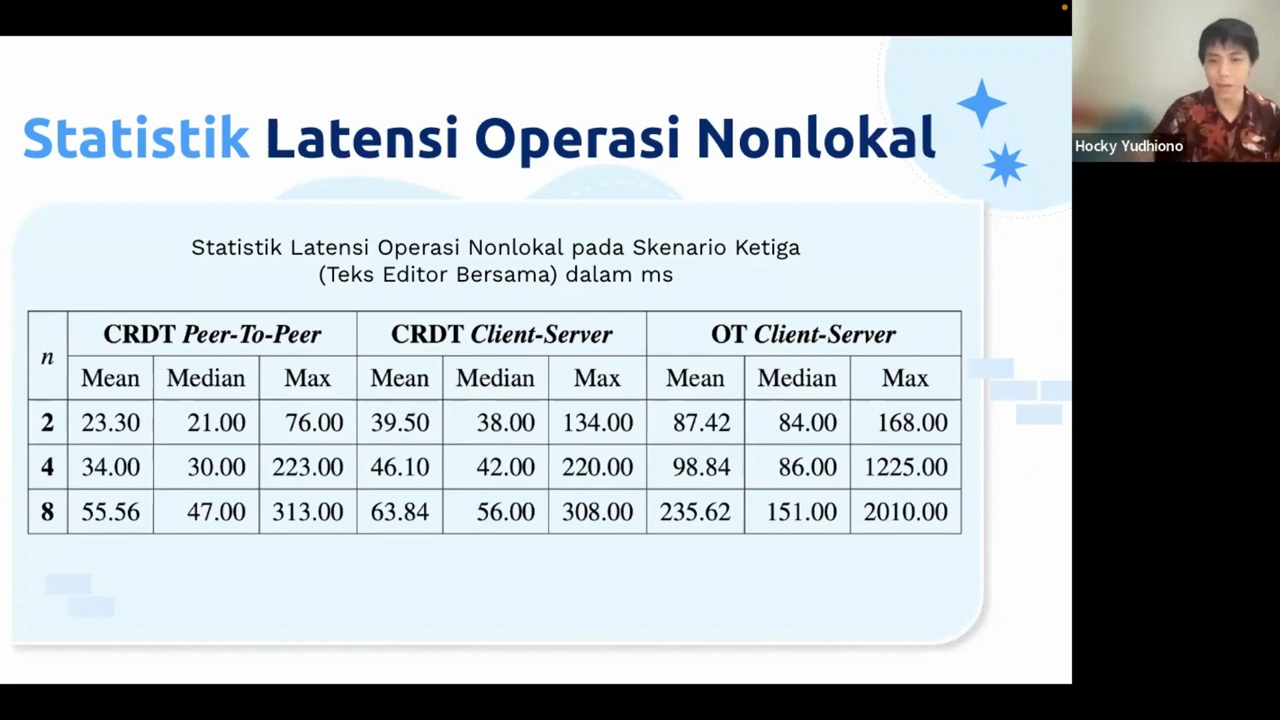 Statistik Latensi Operasi Nonlokal
Hocky Yudhiono
Statistik Latensi Operasi Nonlokal pada Skenario Ketiga
(Teks Editor Bersama) dalam ms
n CRDT Peer-To-Peer CRDT Client-Server OT Client-Server
Mean Median Max Mean Median Max Mean Median Max
2 23.30 21.00 76.00 39.50 38.00 134.00 87.42 84.00 168.00
4 34.00 30.00 223.00 46.10 42.00 220.00 98.84 86.00 1225.00
8 55.56 47.00 313.00 63.84 56.00 308.00 235.62 151.00 2010.00